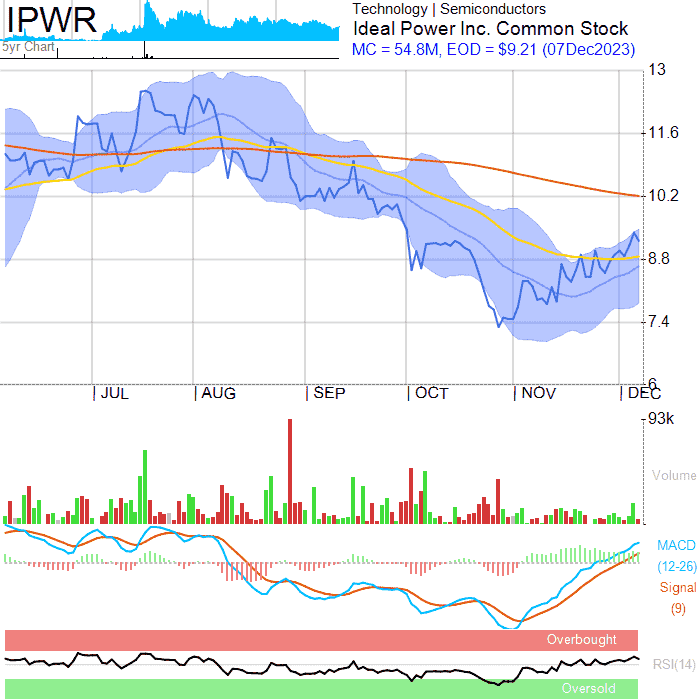 IPWR
Technology | Semiconductors
Ideal Power Inc. Common Stock
MC = 54.8M, EOD = $9.21 (07Dec2023)
5yr Chart
13
11.6
10.2
8.8
7.4
6
JUL
AUG
SEP
OCT
NOV
DEC
93k
Volume
MACD
(12-26)
Signal
(9)
Overbought
RSI(14)
Oversold